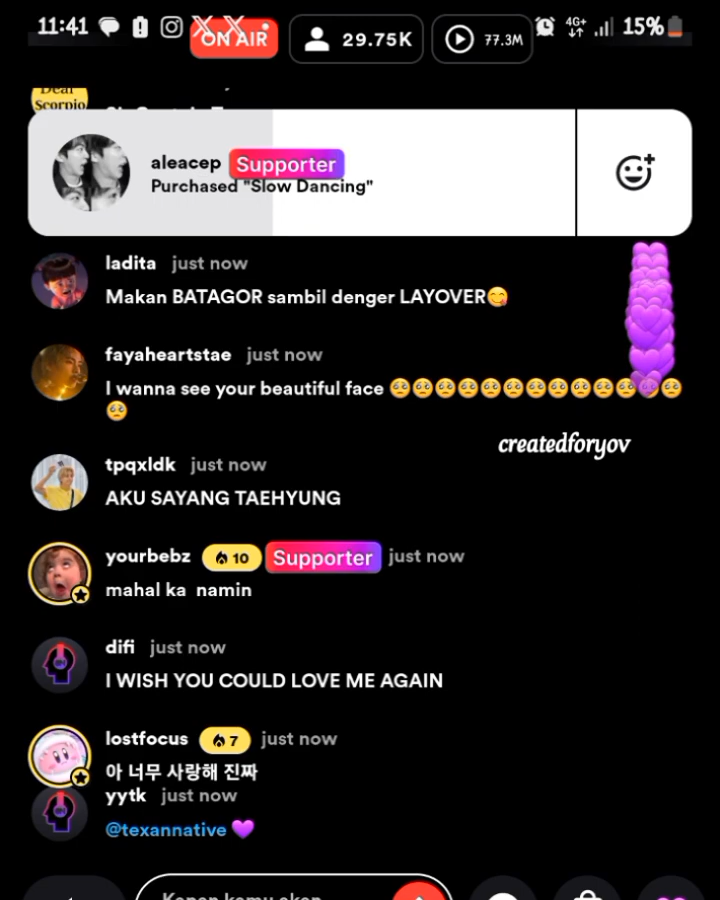 11:41
4G+
15%
ON AIR
29.75K
77.3M
Dear
Scorpio
aleacep Supporter
Purchased "Slow Dancing"
ladita just now
Makan BATAGOR sambil denger LAYOVER😋
fayaheartstae just now
I wanna see your beautiful face 🥺🥺🥺🥺🥺🥺🥺🥺🥺🥺🥺🥺🥺
🥺
createdforyov
tpqxldk just now
AKU SAYANG TAEHYUNG
yourbebz 10 Supporter just now
mahal ka namin
difi just now
I WISH YOU COULD LOVE ME AGAIN
lostfocus 7 just now
아 너무 사랑해 진짜
yytk just now
@texannative 💜
Kapan kamu akan